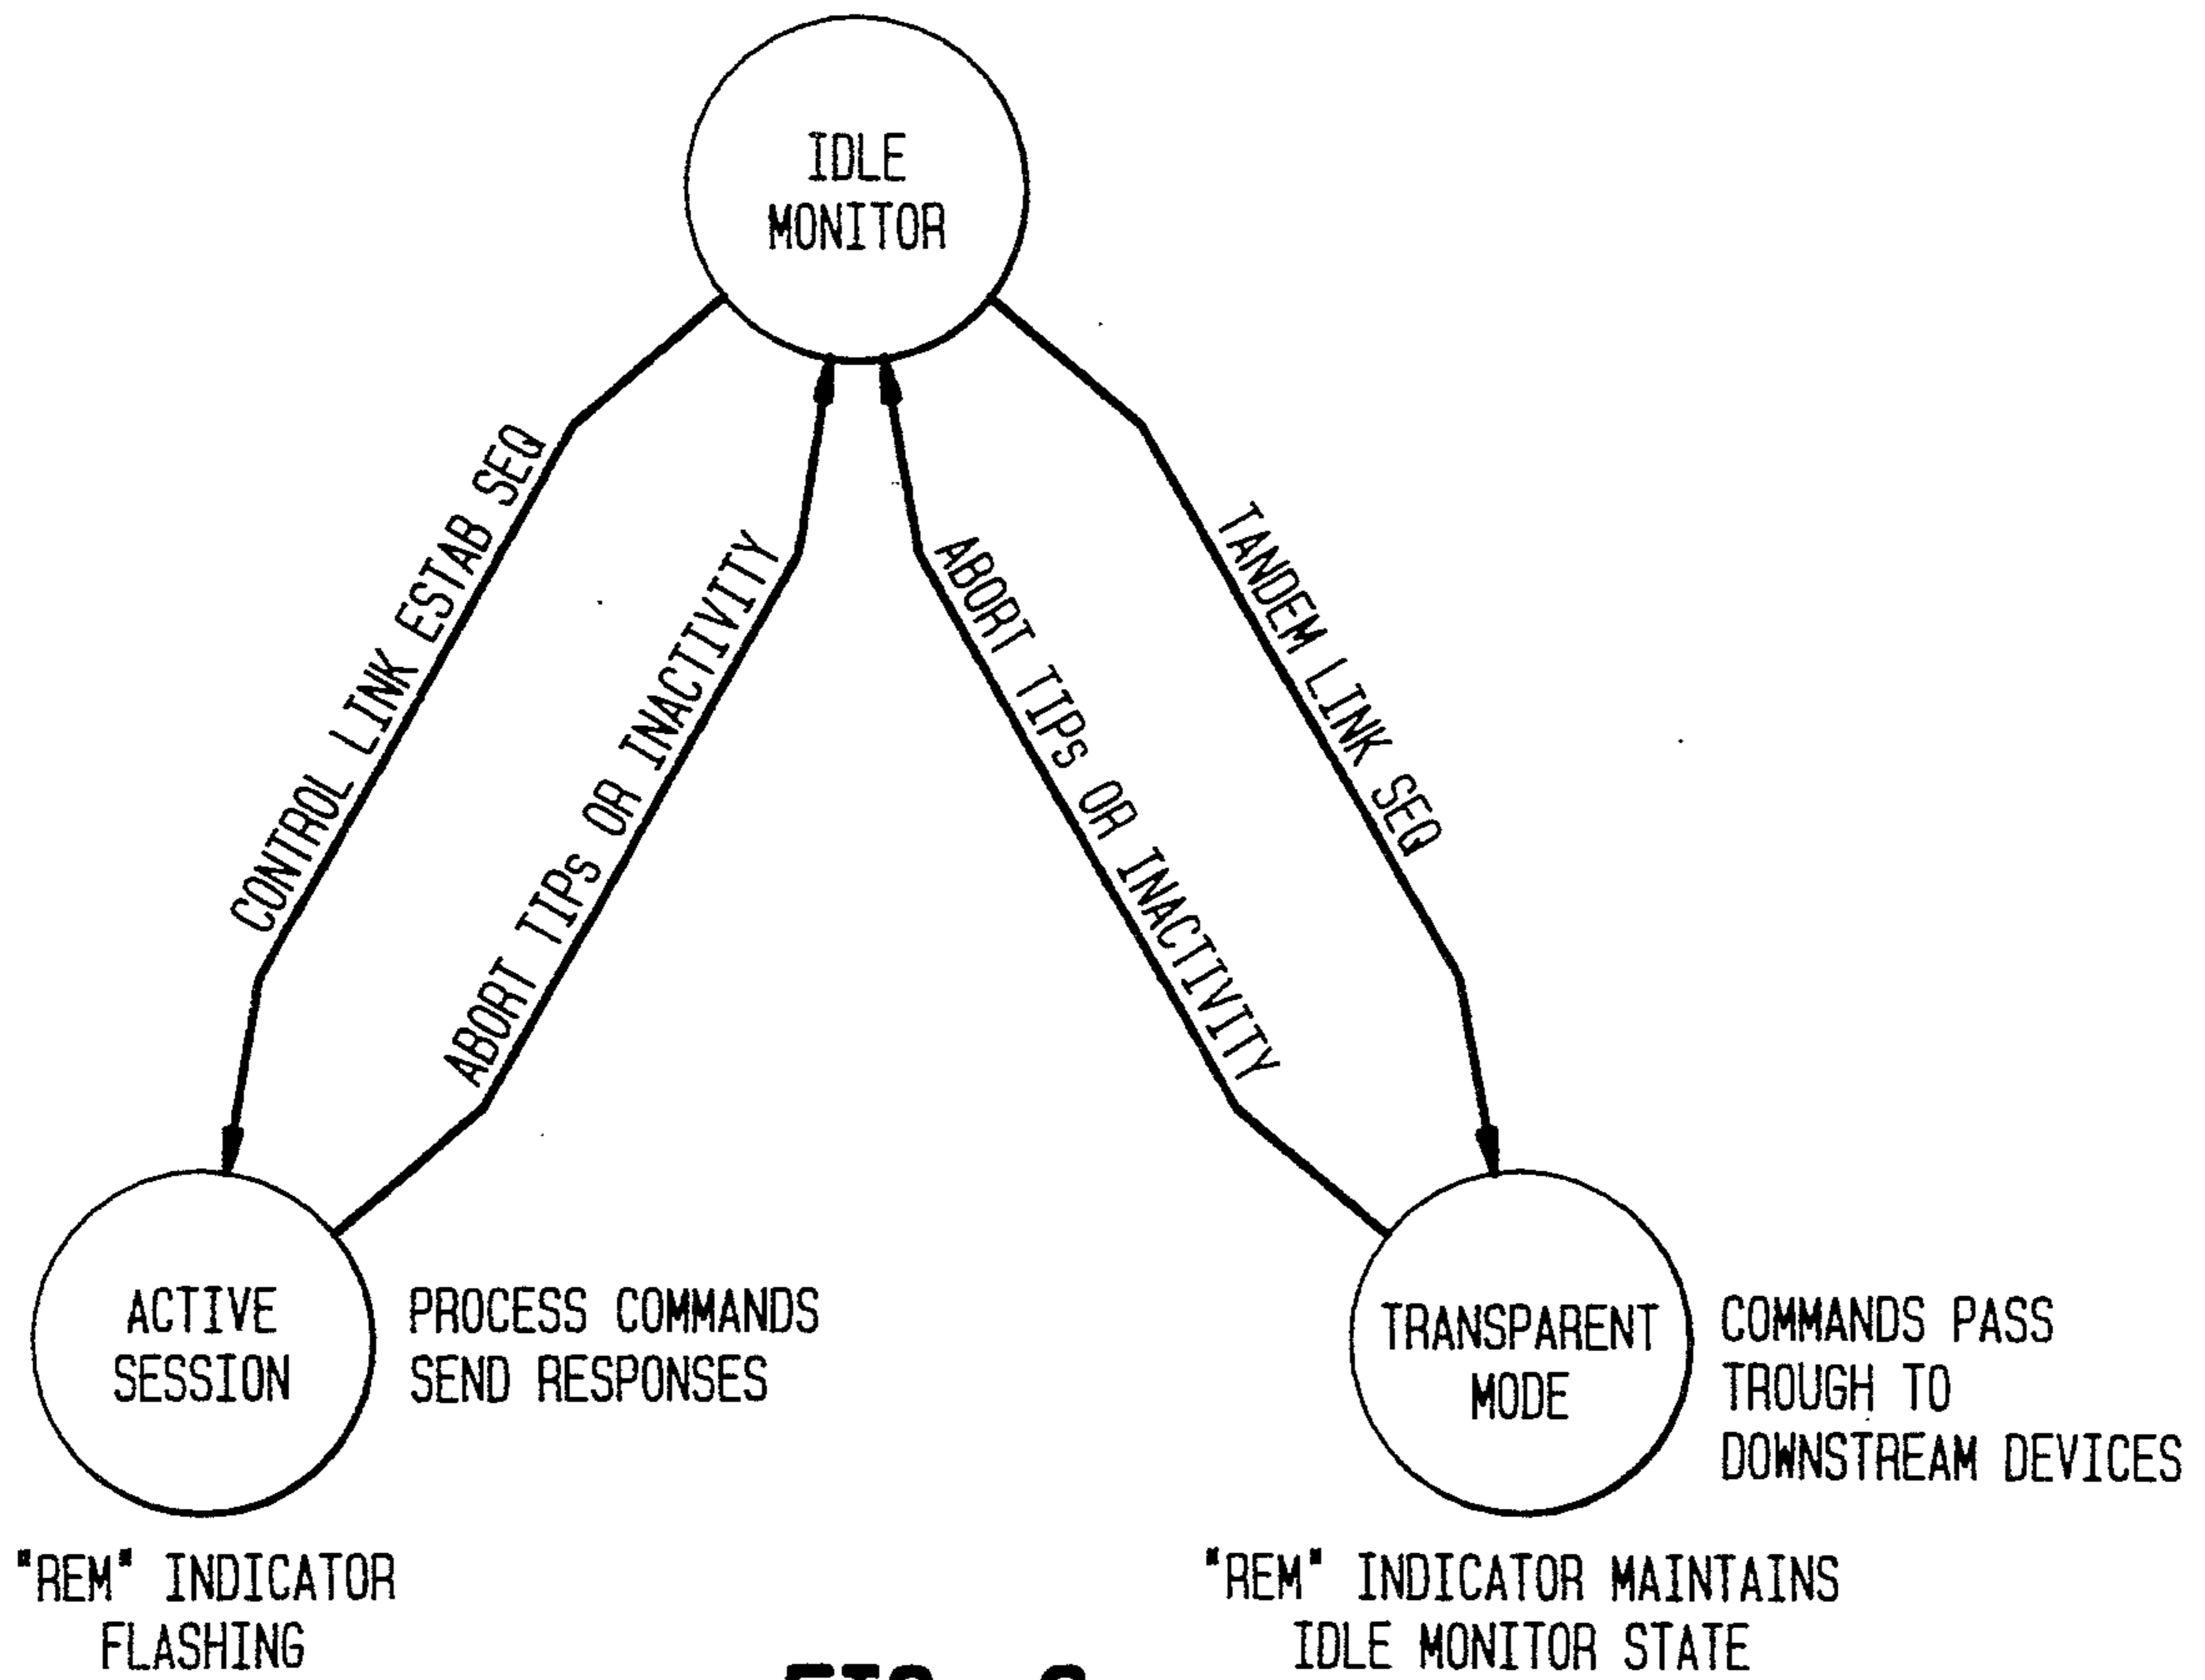 IDLE
MONITOR
CONTROL LINK ESTAB SEQ
ABORT TIPs OR INACTIVITY
ABORT TIPs OR INACTIVITY
TANDEM LINK SEQ
ACTIVE
SESSION
PROCESS COMMANDS
SEND RESPONSES
TRANSPARENT
MODE
COMMANDS PASS
TROUGH TO
DOWNSTREAM DEVICES
"REM" INDICATOR
FLASHING
"REM" INDICATOR MAINTAINS
IDLE MONITOR STATE